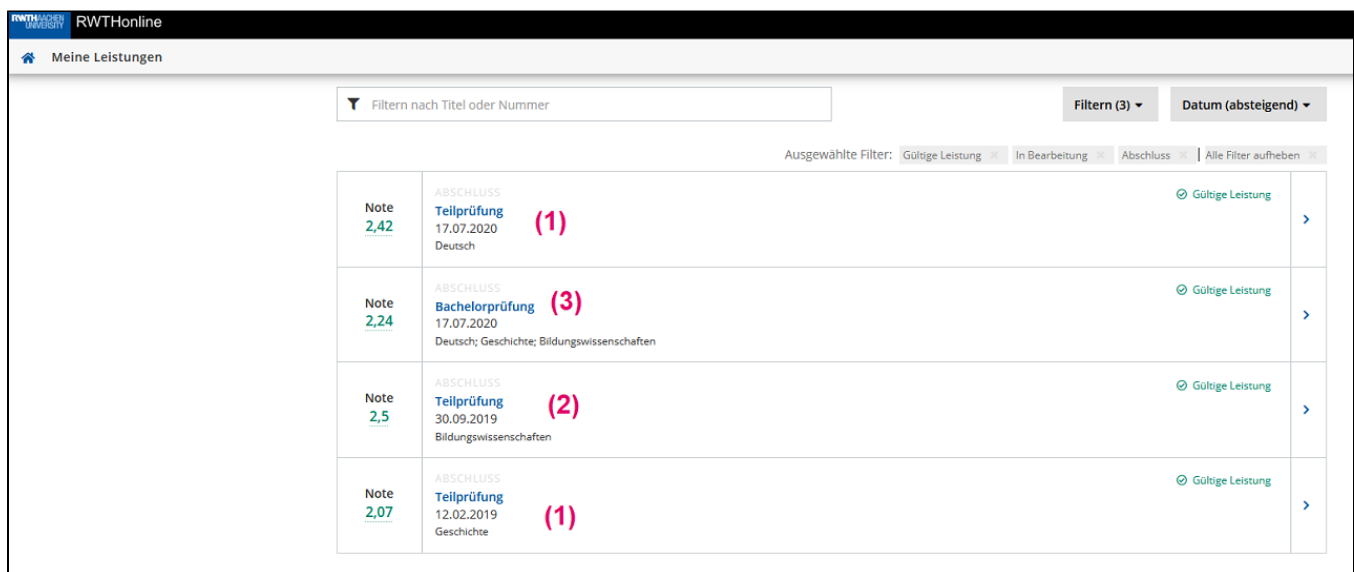 RWTHAACHEN
UNIVERSITY
RWTHonline
Meine Leistungen
Filtern nach Titel oder Nummer
Filtern (3)
Datum (absteigend)
Ausgewählte Filter: Gültige Leistung × In Bearbeitung × Abschluss × | Alle Filter aufheben ×
Note
2,42
ABSCHLUSS
Teilprüfung
17.07.2020
Deutsch
(1)
Gültige Leistung
Note
2,24
ABSCHLUSS
Bachelorprüfung
17.07.2020
Deutsch; Geschichte; Bildungswissenschaften
(3)
Gültige Leistung
Note
2,5
ABSCHLUSS
Teilprüfung
30.09.2019
Bildungswissenschaften
(2)
Gültige Leistung
Note
2,07
ABSCHLUSS
Teilprüfung
12.02.2019
Geschichte
(1)
Gültige Leistung